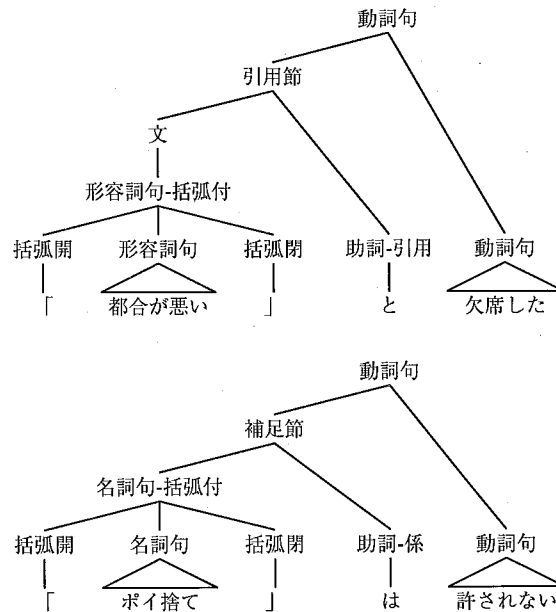 動詞句
引用節
文
形容詞句-括弧付
括弧開 形容詞句 括弧閉 助詞-引用 動詞句
「 都合が悪い 」 と 欠席した
動詞句
補足節
名詞句-括弧付
括弧開 名詞句 括弧閉 助詞-係 動詞句
「 ポイ捨て 」 は 許されない